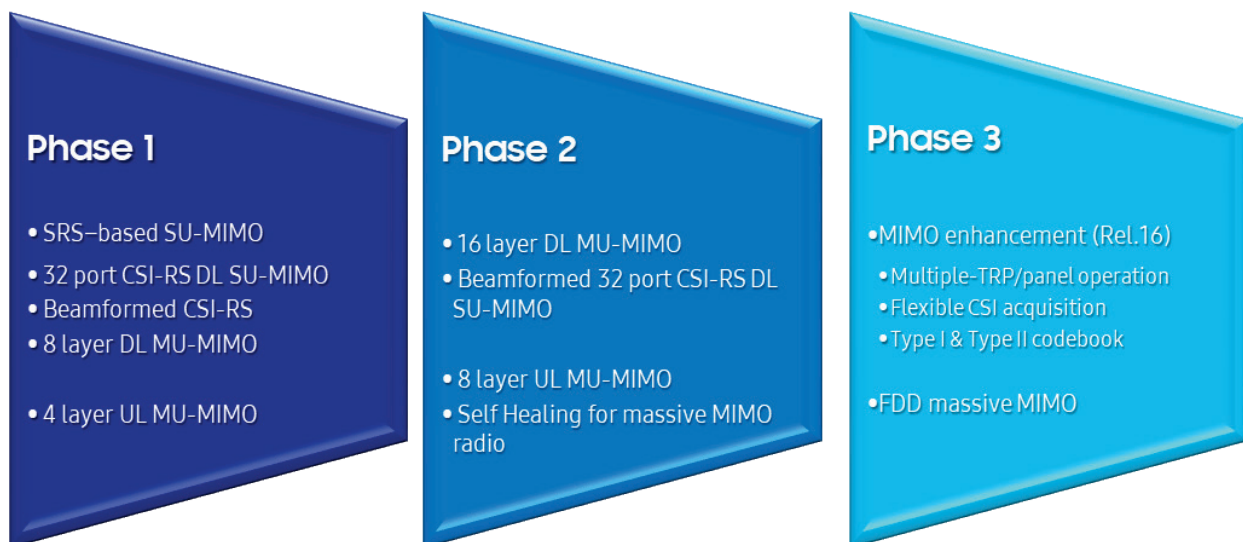 Phase 1
• SRS–based SU-MIMO
• 32 port CSI-RS DL SU-MIMO
• Beamformed CSI-RS
• 8 layer DL MU-MIMO
• 4 layer UL MU-MIMO
Phase 2
• 16 layer DL MU-MIMO
• Beamformed 32 port CSI-RS DL
SU-MIMO
• 8 layer UL MU-MIMO
• Self Healing for massive MIMO
radio
Phase 3
•MIMO enhancement (Rel.16)
•Multiple-TRP/panel operation
•Flexible CSI acquisition
•Type I & Type II codebook
•FDD massive MIMO